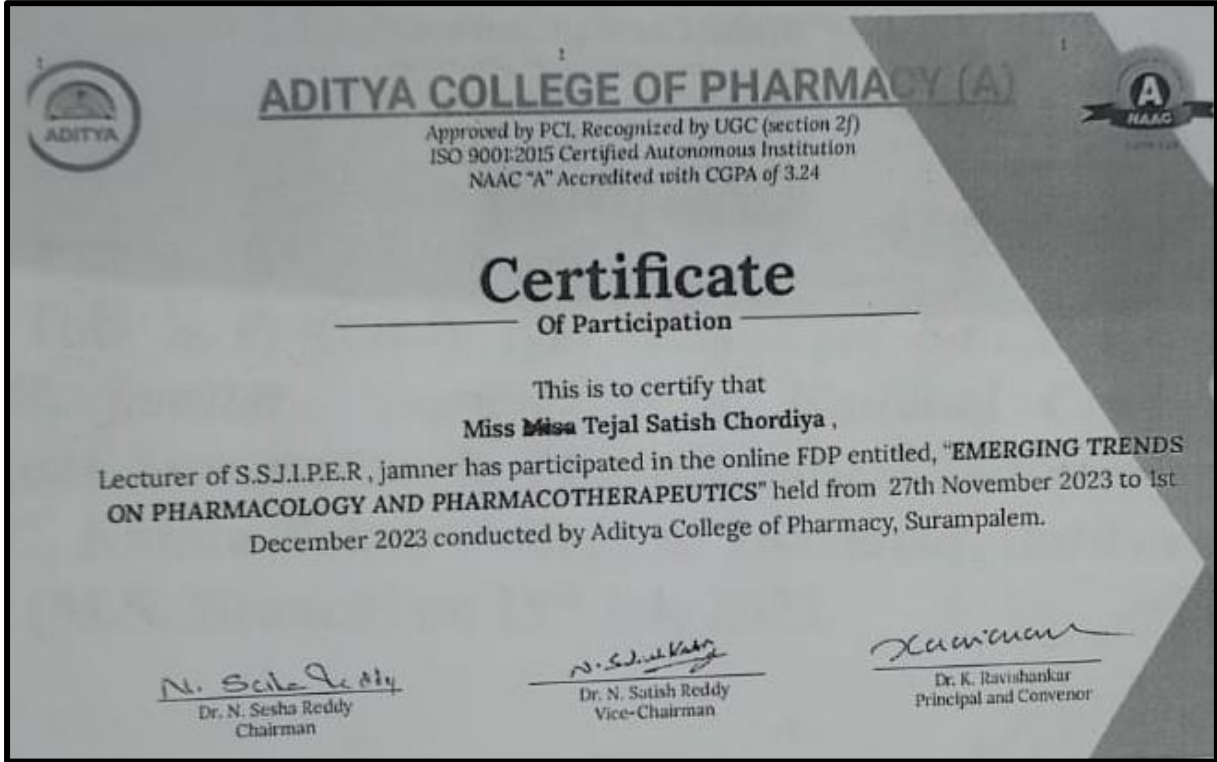 ADITYA
ADITYA COLLEGE OF PHARMACY (A)
A
NAAC
Approved by PCI, Recognized by UGC (section 2f)
ISO 9001:2015 Certified Autonomous Institution
NAAC "A" Accredited with CGPA of 3.24
Certificate
Of Participation
This is to certify that
Miss Miss Tejal Satish Chordiya ,
Lecturer of S.S.J.I.P.E.R , jamner has participated in the online FDP entitled, "EMERGING TRENDS
ON PHARMACOLOGY AND PHARMACOTHERAPEUTICS" held from 27th November 2023 to 1st
December 2023 conducted by Aditya College of Pharmacy, Surampalem.
N. Sesha Reddy
Dr. N. Sesha Reddy
Chairman
Dr. N. Satish Reddy
Vice-Chairman
Dr. K. Ravishankar
Principal and Convenor